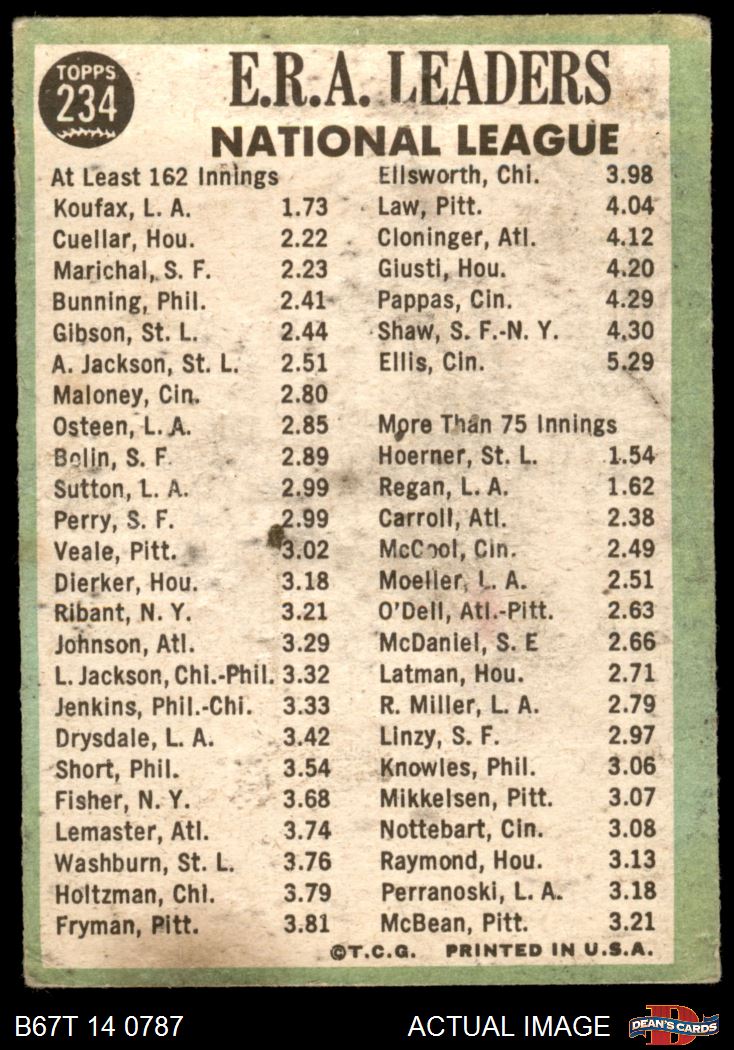 TOPPS
234
E.R.A. LEADERS
NATIONAL LEAGUE
At Least 162 Innings
Koufax, L. A. 1.73
Cuellar, Hou. 2.22
Marichal, S. F. 2.23
Bunning, Phil. 2.41
Gibson, St. L. 2.44
A. Jackson, St. L. 2.51
Maloney, Cin. 2.80
Osteen, L. A. 2.85
Bolin, S. F. 2.89
Sutton, L. A. 2.99
Perry, S. F. 2.99
Veale, Pitt. 3.02
Dierker, Hou. 3.18
Ribant, N. Y. 3.21
Johnson, Atl. 3.29
L. Jackson, Chi.-Phil. 3.32
Jenkins, Phil.-Chi. 3.33
Drysdale, L. A. 3.42
Short, Phil. 3.54
Fisher, N. Y. 3.68
Lemaster, Atl. 3.74
Washburn, St. L. 3.76
Holtzman, Chi. 3.79
Fryman, Pitt. 3.81
Ellsworth, Chi. 3.98
Law, Pitt. 4.04
Cloninger, Atl. 4.12
Giusti, Hou. 4.20
Pappas, Cin. 4.29
Shaw, S. F.-N. Y. 4.30
Ellis, Cin. 5.29
More Than 75 Innings
Hoerner, St. L. 1.54
Regan, L. A. 1.62
Carroll, Atl. 2.38
McCool, Cin. 2.49
Moeller, L. A. 2.51
O'Dell, Atl.-Pitt. 2.63
McDaniel, S. F. 2.66
Latman, Hou. 2.71
R. Miller, L. A. 2.79
Linzy, S. F. 2.97
Knowles, Phil. 3.06
Mikkelsen, Pitt. 3.07
Nottebart, Cin. 3.08
Raymond, Hou. 3.13
Perranoski, L. A. 3.18
McBean, Pitt. 3.21
©T.C.G. PRINTED IN U.S.A.
B67T 14 0787 ACTUAL IMAGE
DEAN'S CARDS